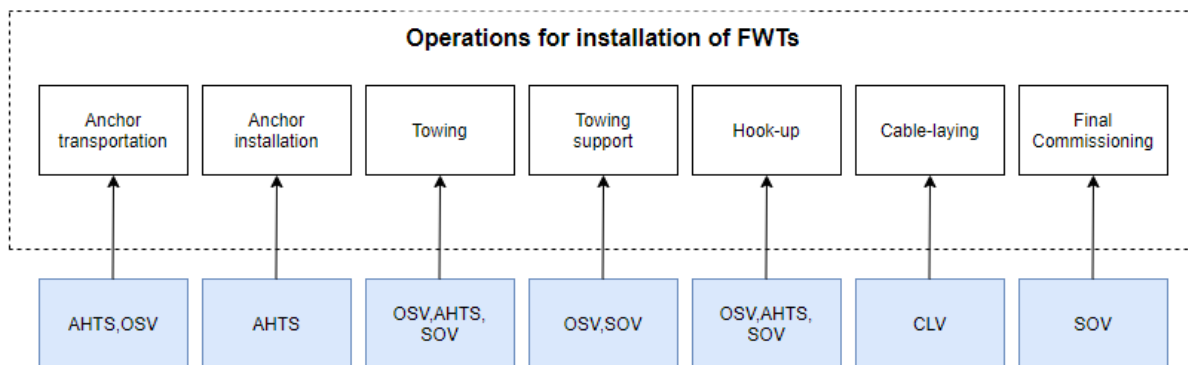 Operations for installation of FWTs
Anchor
transportation
Anchor
installation
Towing
Towing
support
Hook-up
Cable-laying
Final
Commissioning
AHTS,OSV
AHTS
OSV,AHTS,
SOV
OSV,SOV
OSV,AHTS,
SOV
CLV
SOV